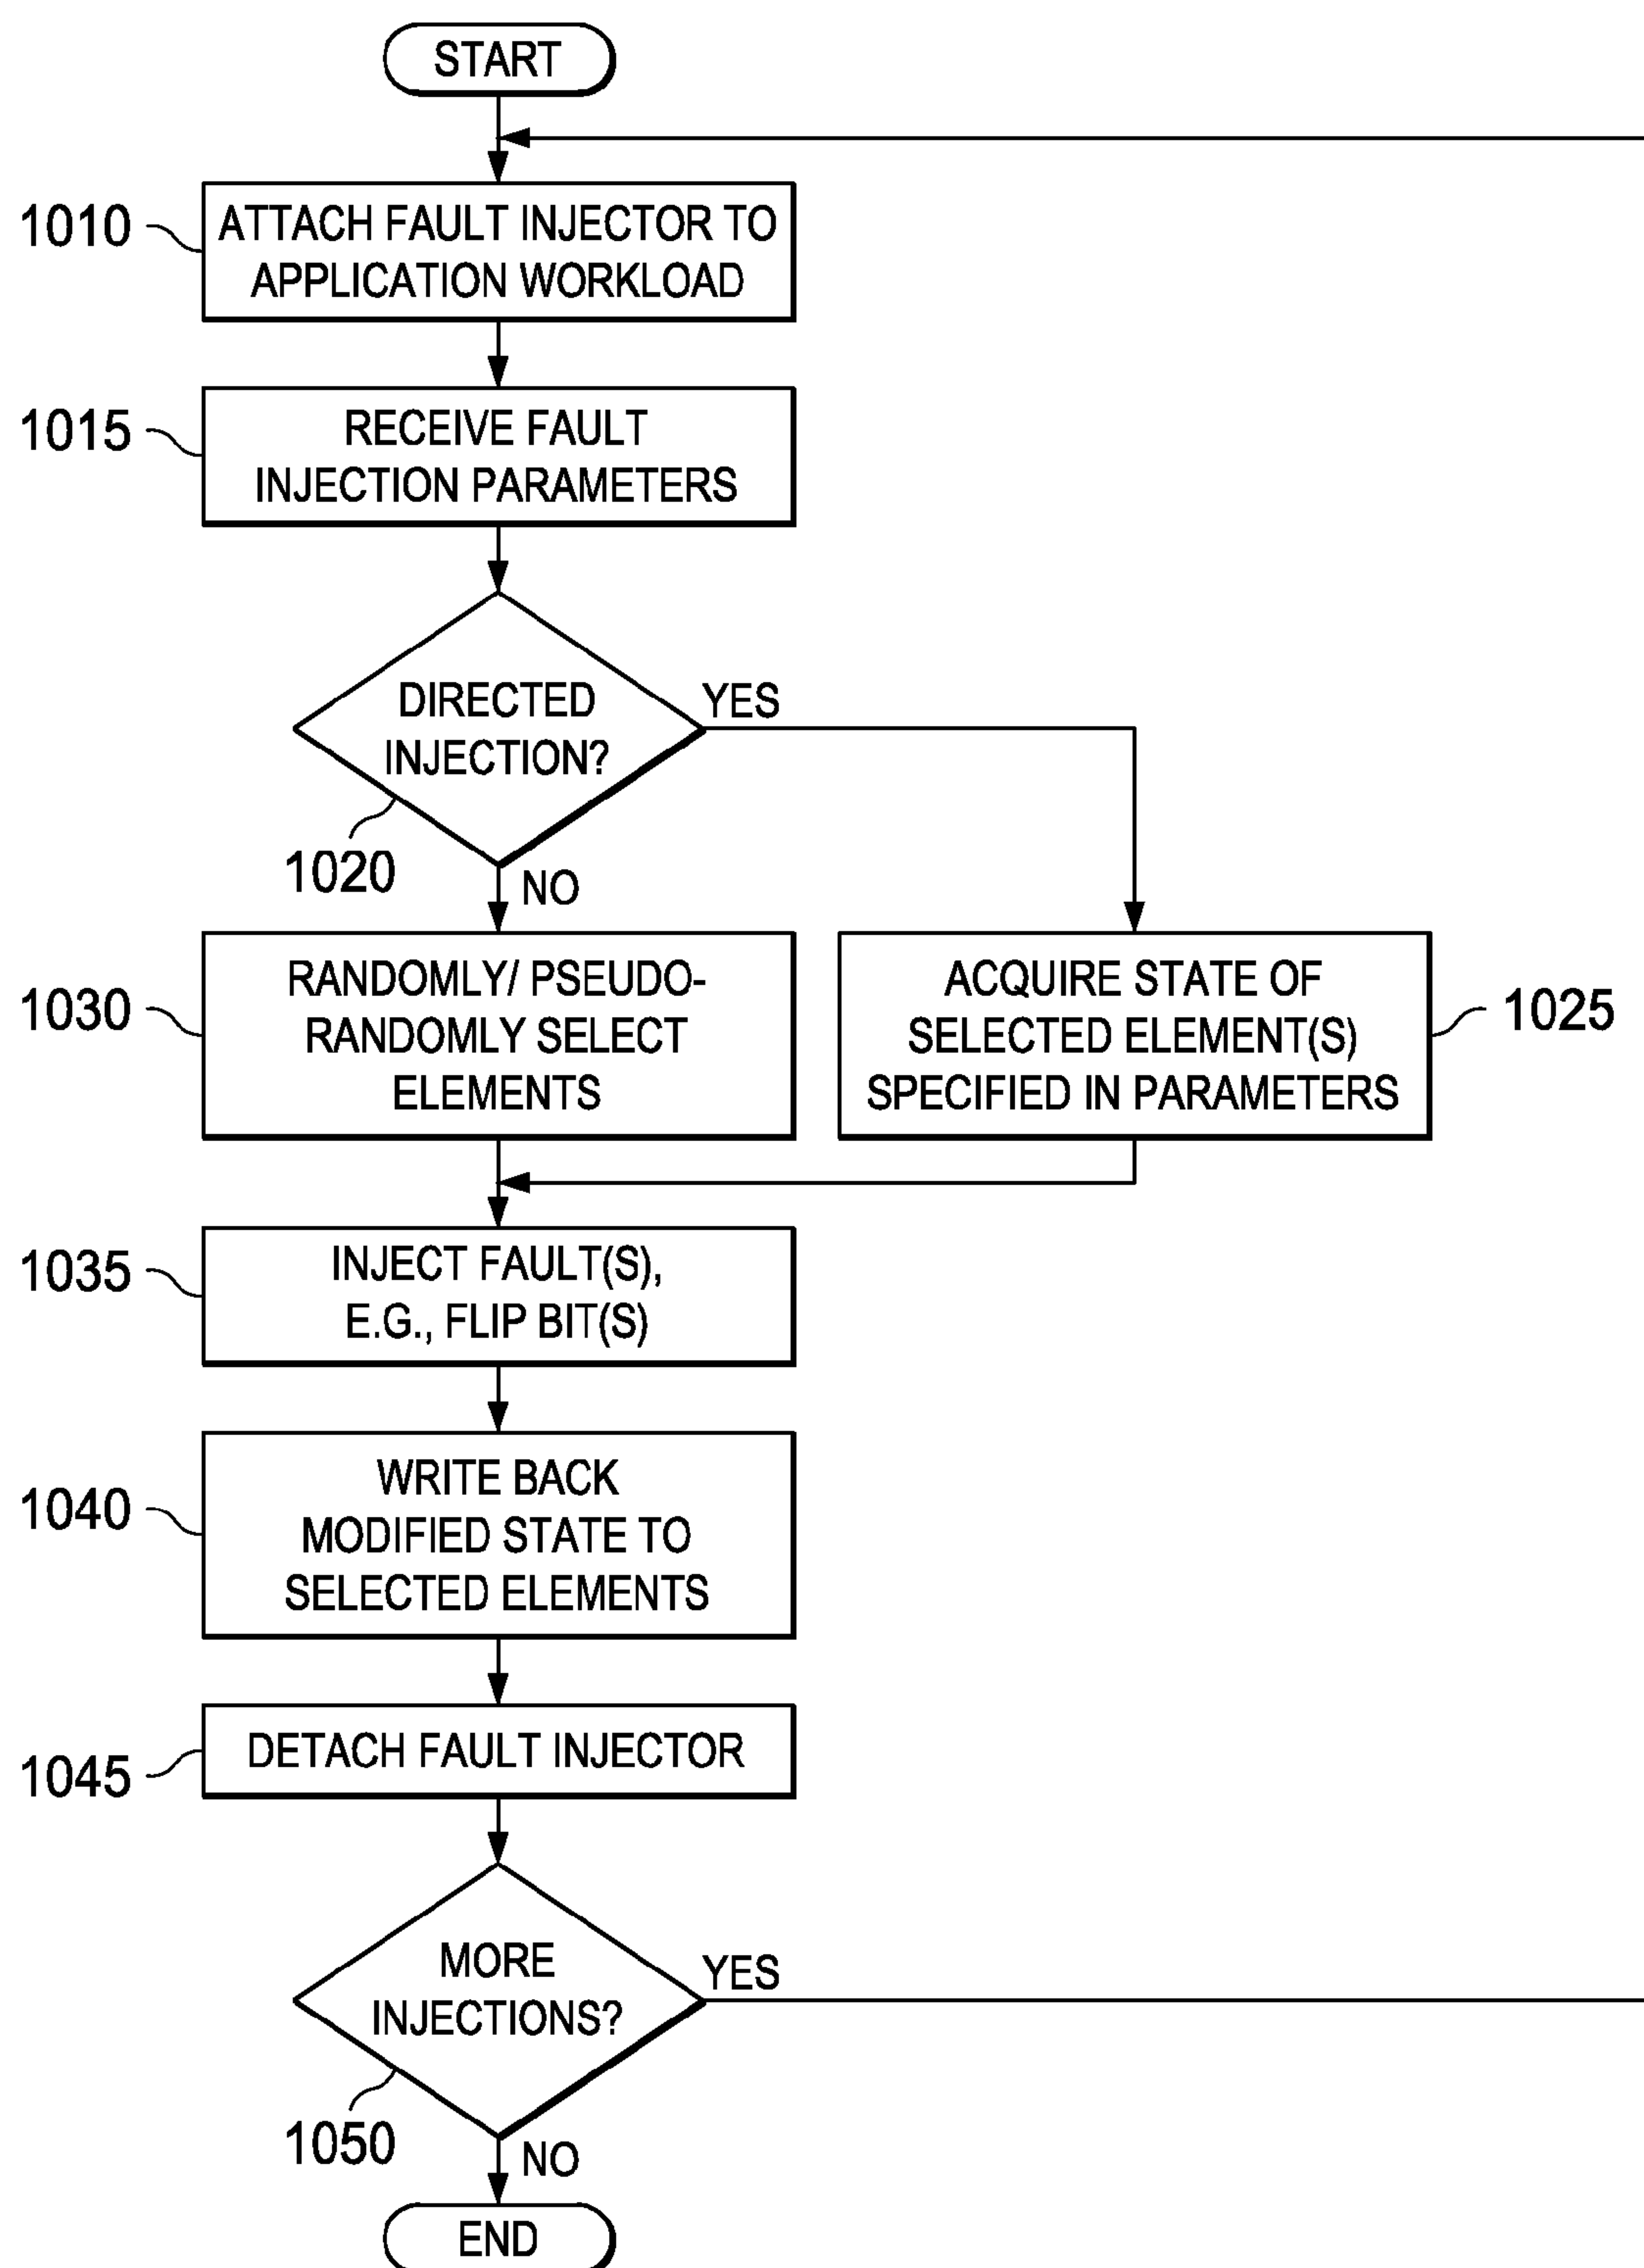 START
1010
ATTACH FAULT INJECTOR TO
APPLICATION WORKLOAD
1015
RECEIVE FAULT
INJECTION PARAMETERS
DIRECTED
INJECTION?
YES
1020
NO
1030
RANDOMLY/ PSEUDO-
RANDOMLY SELECT
ELEMENTS
ACQUIRE STATE OF
SELECTED ELEMENT(S)
SPECIFIED IN PARAMETERS
1025
1035
INJECT FAULT(S),
E.G., FLIP BIT(S)
1040
WRITE BACK
MODIFIED STATE TO
SELECTED ELEMENTS
1045
DETACH FAULT INJECTOR
MORE
INJECTIONS?
YES
1050
NO
END